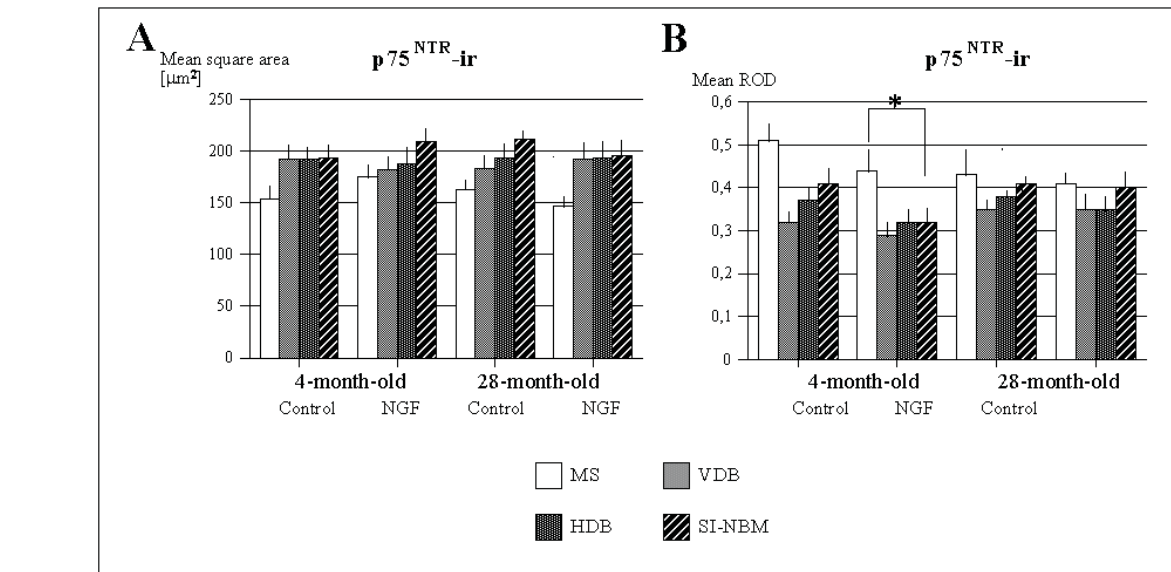 A
Mean square area
[μm²]
p75 NTR -ir
250
200
150
100
50
0
4-month-old
28-month-old
Control
NGF
Control
NGF
B
p75 NTR -ir
Mean ROD
0,6
0,5
0,4
0,3
0,2
0,1
0
*
4-month-old
28-month-old
Control
NGF
Control
MS
VDB
HDB
SI-NBM